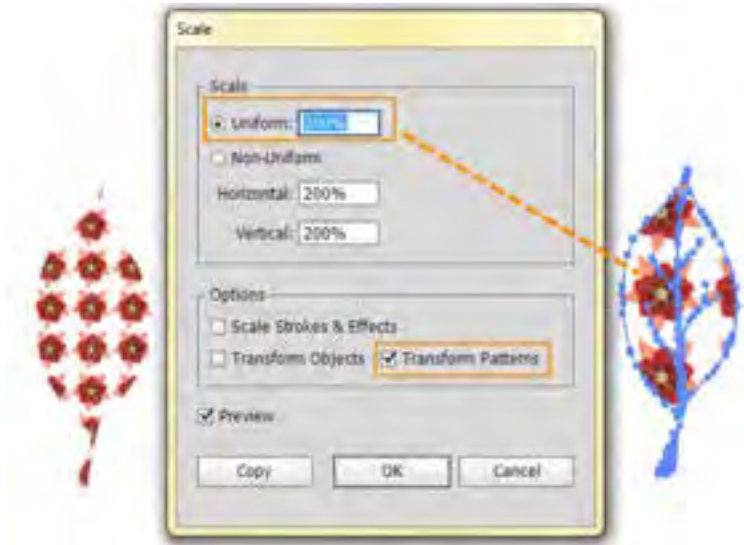 Scale
Scale
Uniform: 200%
Non-Uniform
Horizontal: 200%
Vertical: 200%
Options
Scale Strokes & Effects
Transform Objects Transform Patterns
Preview
Copy OK Cancel